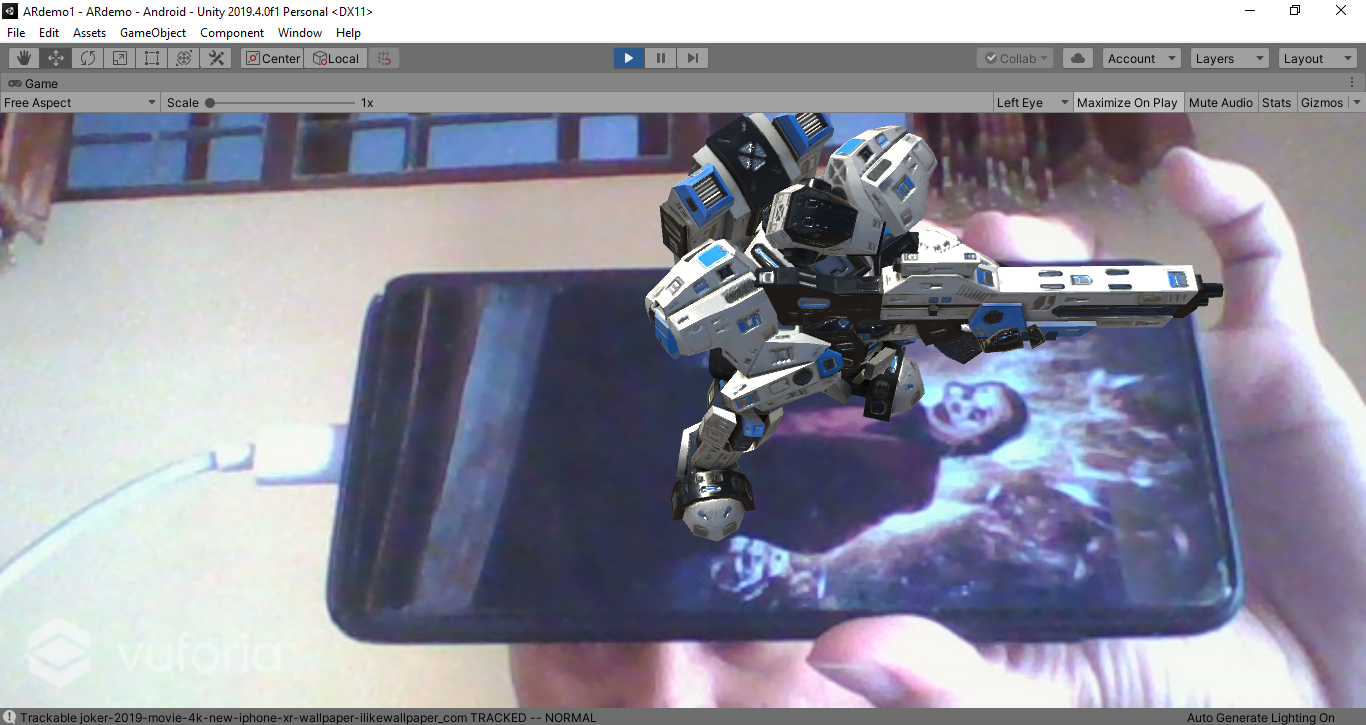 ARdemo1 - ARdemo - Android - Unity 2019.4.0f1 Personal <DX11>
File Edit Assets GameObject Component Window Help
Center Local Collab Account Layers Layout
Game
Free Aspect Scale 1x Left Eye Maximize On Play Mute Audio Stats Gizmos
vuforia
Trackable joker-2019-movie-4k-new-iphone-xr-wallpaper-ilikewallpaper_com TRACKED -- NORMAL Auto Generate Lighting On